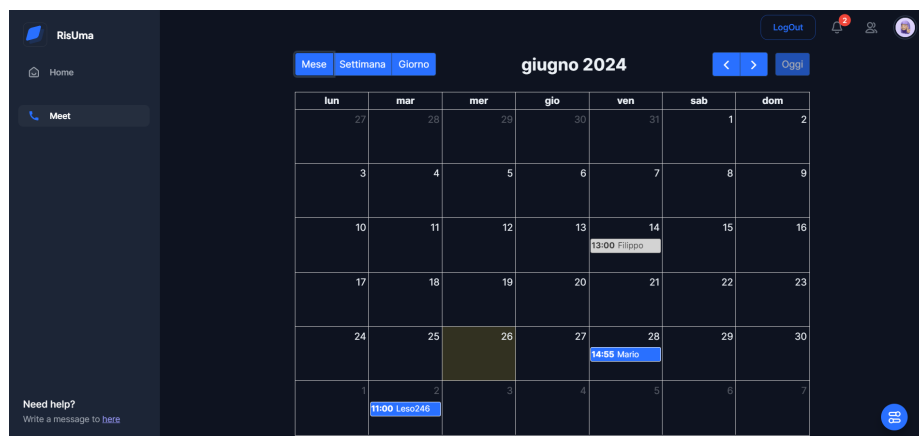 RisUma
LogOut
2
Home
Meet
Mese Settimana Giorno
giugno 2024
Oggi
lun mar mer gio ven sab dom
27 28 29 30 31 1 2
3 4 5 6 7 8 9
10 11 12 13 14 15 16
13:00 Filippo
17 18 19 20 21 22 23
24 25 26 27 28 29 30
14:55 Mario
1 2 3 4 5 6 7
11:00 Leso246
Need help?
Write a message to here